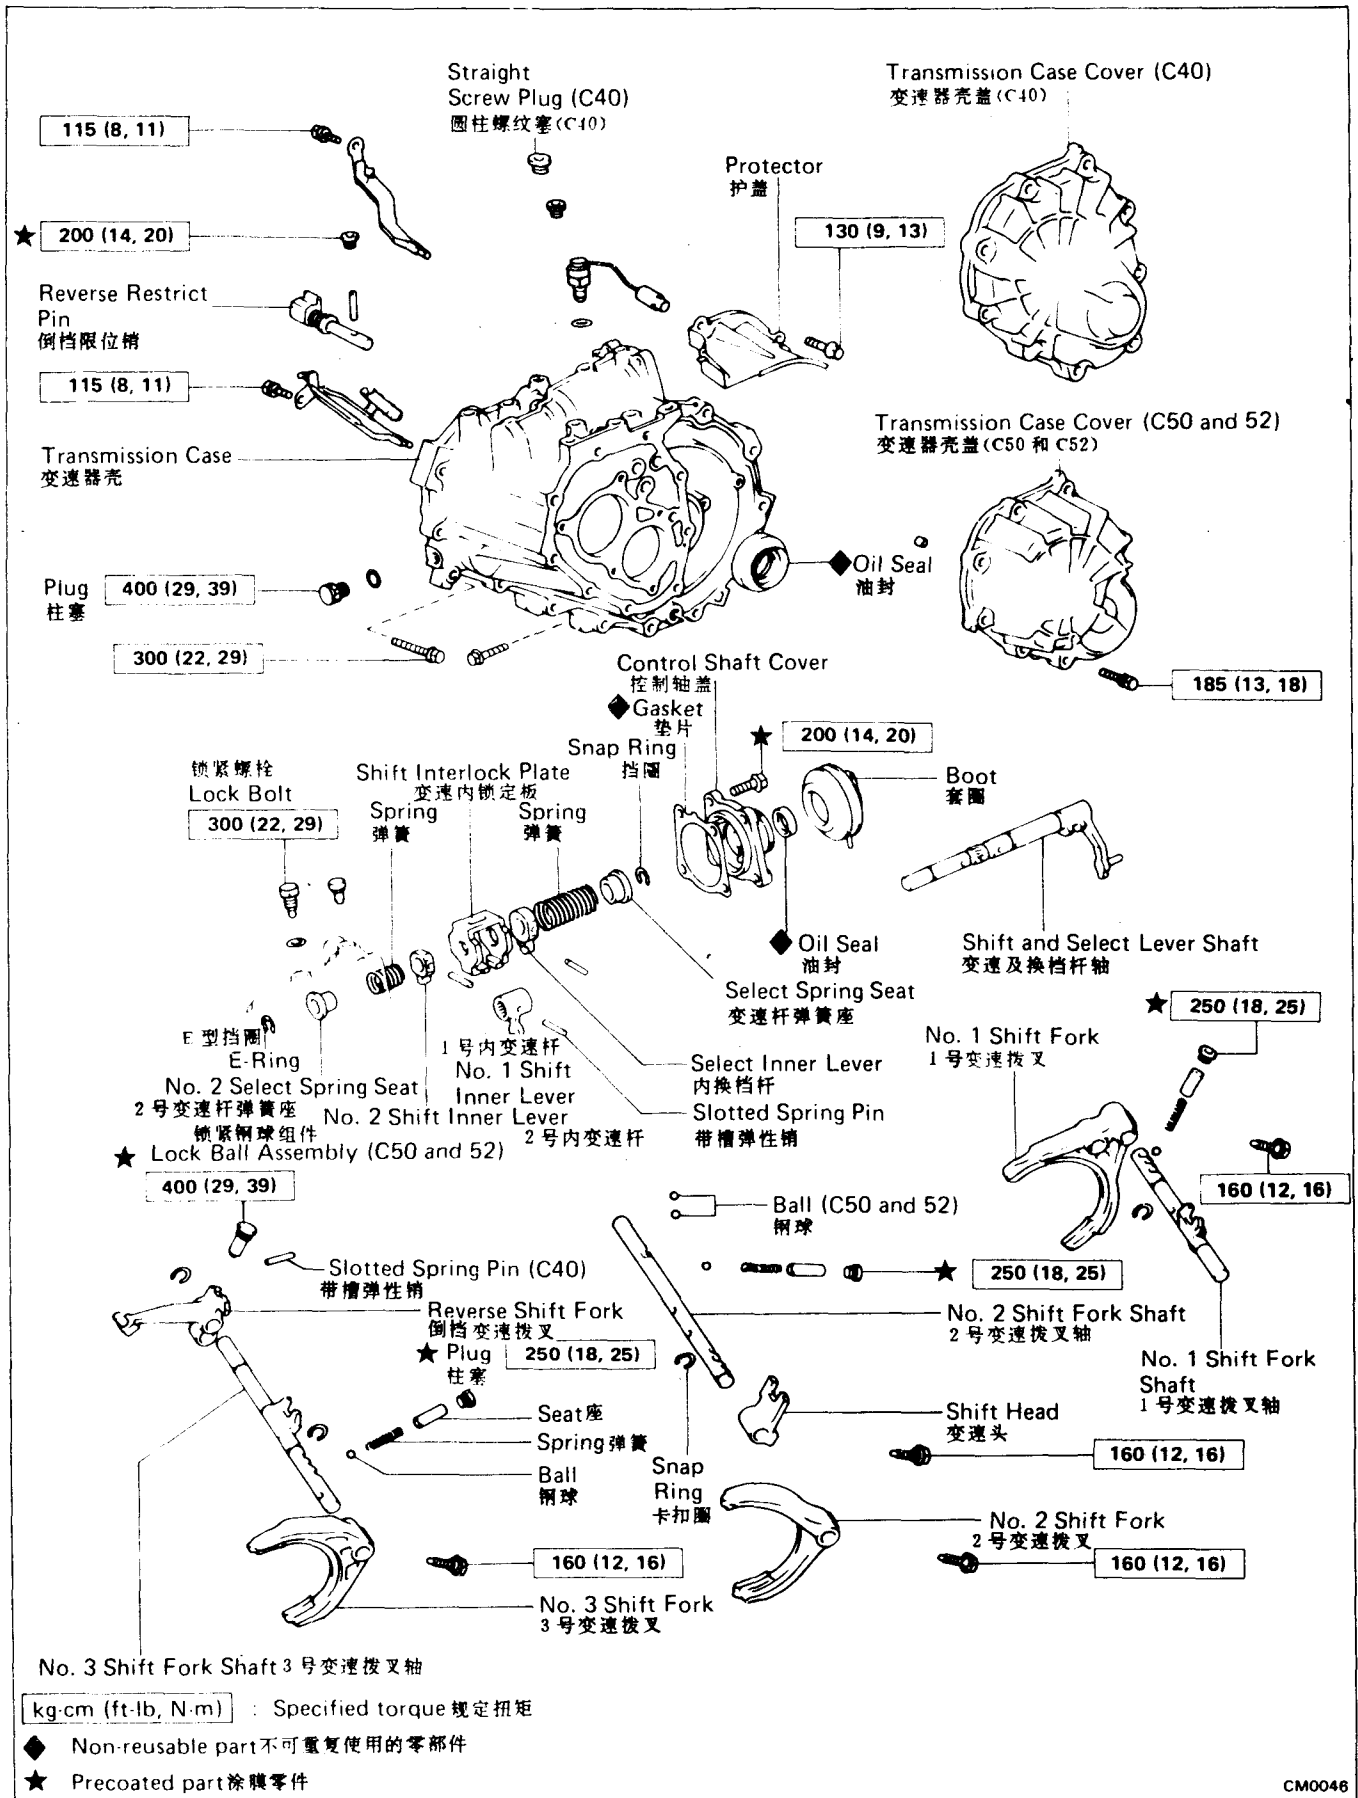 Straight
Screw Plug (C40)
圆柱螺纹塞(C40)
Transmission Case Cover (C40)
变速器壳盖(C40)
115 (8, 11)
Protector
护盖
★ 200 (14, 20)
130 (9, 13)
Reverse Restrict
Pin
倒档限位销
115 (8, 11)
Transmission Case Cover (C50 and 52)
变速器壳盖(C50 和 C52)
Transmission Case
变速器壳
◆Oil Seal
油封
Plug 400 (29, 39)
柱塞
300 (22, 29)
185 (13, 18)
Control Shaft Cover
控制轴盖
◆Gasket
垫片
★ 200 (14, 20)
Snap Ring
挡圈
锁紧螺栓
Lock Bolt
300 (22, 29)
Shift Interlock Plate
变速内锁定板
Spring
弹簧
Spring
弹簧
Boot
套圈
◆ Oil Seal
油封
Shift and Select Lever Shaft
变速及换档杆轴
Select Spring Seat
变速杆弹簧座
★ 250 (18, 25)
E 型挡圈
E-Ring
1号内变速杆
No. 1 Shift
Inner Lever
Select Inner Lever
内换档杆
No. 1 Shift Fork
1号变速拨叉
No. 2 Select Spring Seat
2号变速杆弹簧座
No. 2 Shift Inner Lever
2号内变速杆
Slotted Spring Pin
带槽弹性销
锁紧钢球组件
★ Lock Ball Assembly (C50 and 52)
400 (29, 39)
160 (12, 16)
Ball (C50 and 52)
钢球
Slotted Spring Pin (C40)
带槽弹性销
★ 250 (18, 25)
Reverse Shift Fork
倒档变速拨叉
No. 2 Shift Fork Shaft
2号变速拨叉轴
★ Plug 250 (18, 25)
柱塞
No. 1 Shift Fork
Shaft
1号变速拨叉轴
Seat座
Shift Head
变速头
Spring弹簧
160 (12, 16)
Ball
钢球
Snap
Ring
卡扣圈
No. 2 Shift Fork
2号变速拨叉
160 (12, 16)
160 (12, 16)
No. 3 Shift Fork
3号变速拨叉
No. 3 Shift Fork Shaft 3号变速拨叉轴
kg·cm (ft-lb, N·m) : Specified torque 规定扭矩
◆ Non-reusable part不可重复使用的零部件
★ Precoated part涂膜零件
CM0046